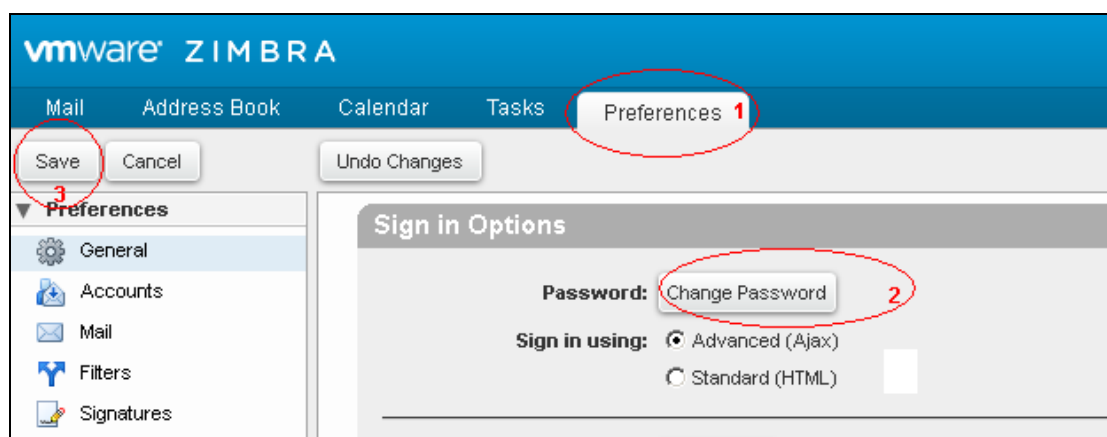 vmware ZIMBRA
Mail Address Book Calendar Tasks Preferences 1
Save Cancel Undo Changes
3
Preferences
Sign in Options
General
Password: Change Password 2
Accounts
Sign in using: Advanced (Ajax)
Mail
Standard (HTML)
Filters
Signatures